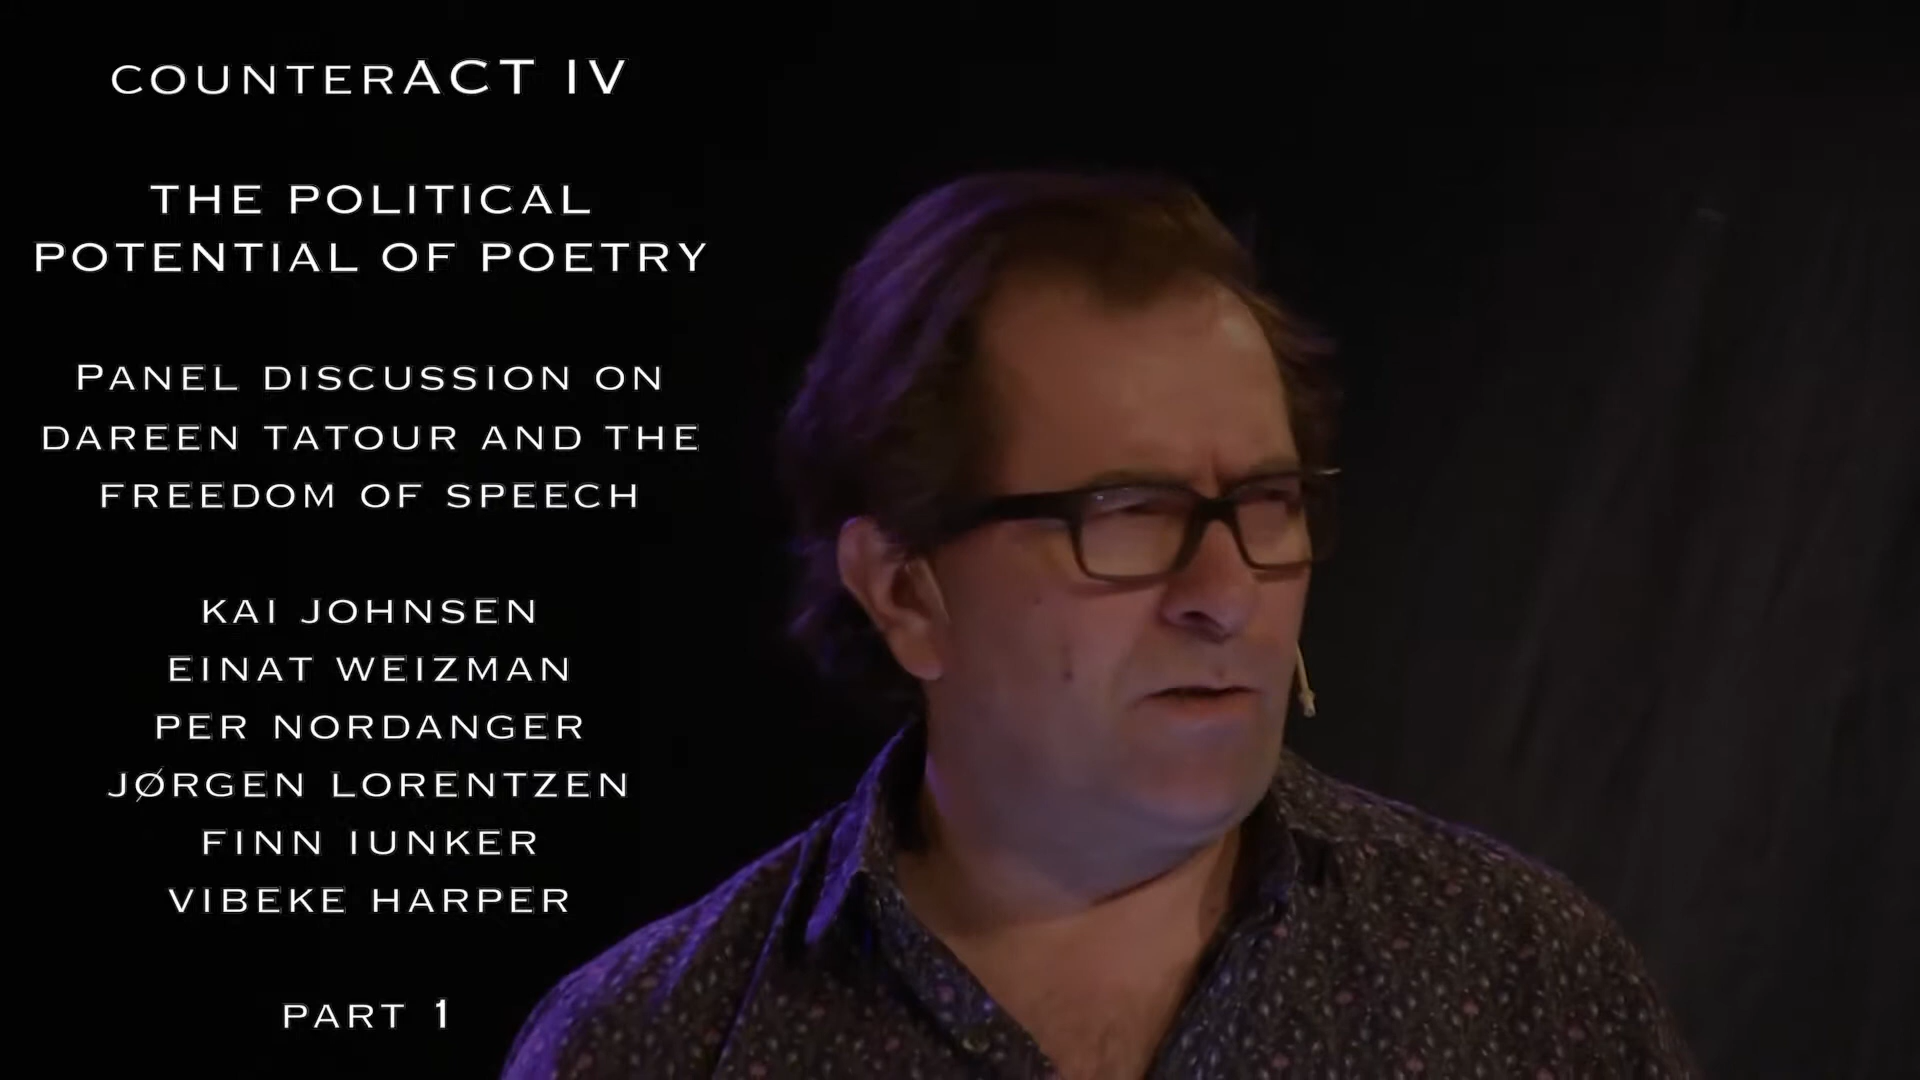 COUNTERACT IV
THE POLITICAL
POTENTIAL OF POETRY
PANEL DISCUSSION ON
DAREEN TATOUR AND THE
FREEDOM OF SPEECH
KAI JOHNSEN
EINAT WEIZMAN
PER NORDANGER
JØRGEN LORENTZEN
FINN IUNKER
VIBEKE HARPER
PART 1